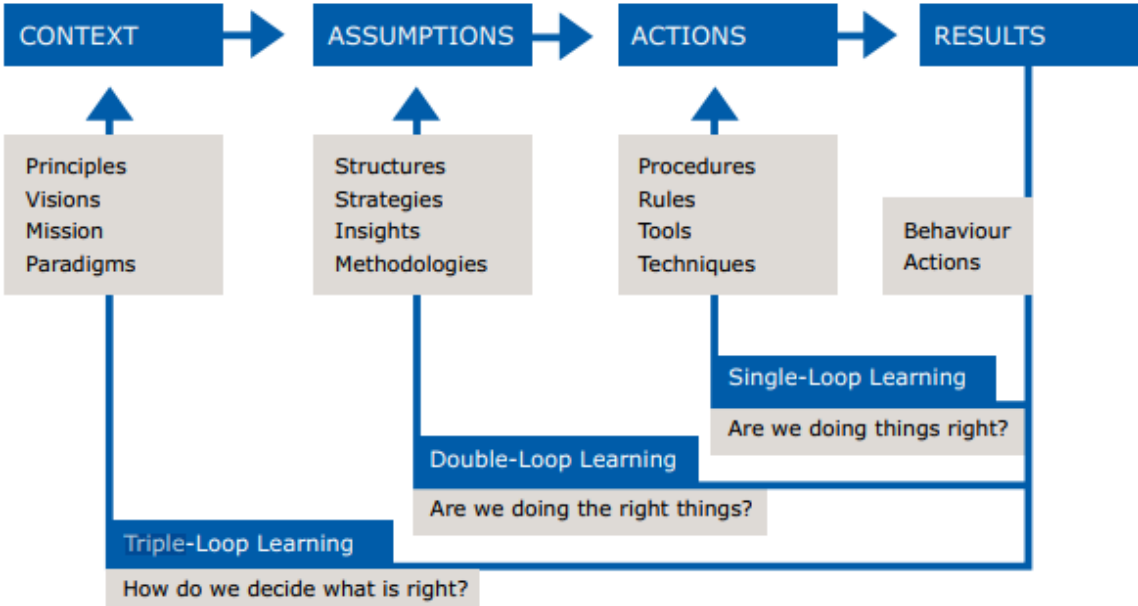 CONTEXT
ASSUMPTIONS
ACTIONS
RESULTS
Principles
Visions
Mission
Paradigms
Structures
Strategies
Insights
Methodologies
Procedures
Rules
Tools
Techniques
Behaviour
Actions
Single-Loop Learning
Are we doing things right?
Double-Loop Learning
Are we doing the right things?
Triple-Loop Learning
How do we decide what is right?